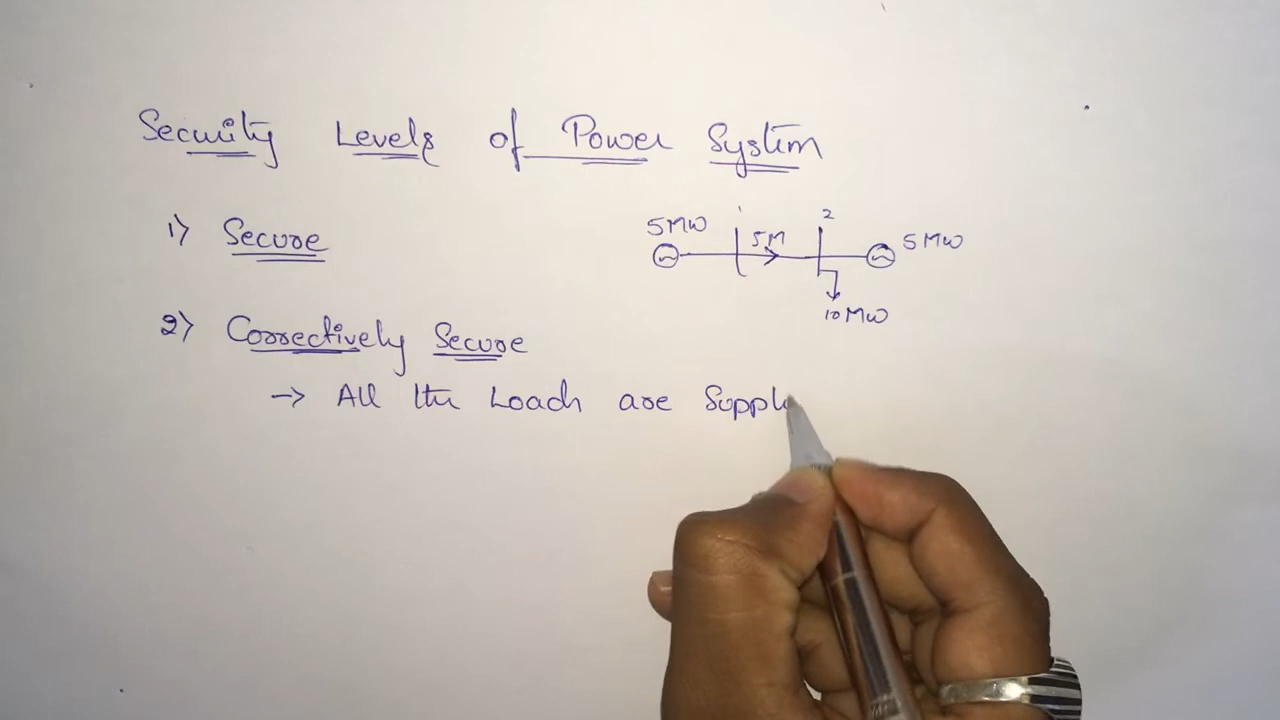 Security Levels of Power System
1) Secure
5MW 1 5M 2 5MW
10MW
2) Correctively Secure
→ All the Loads are Suppl